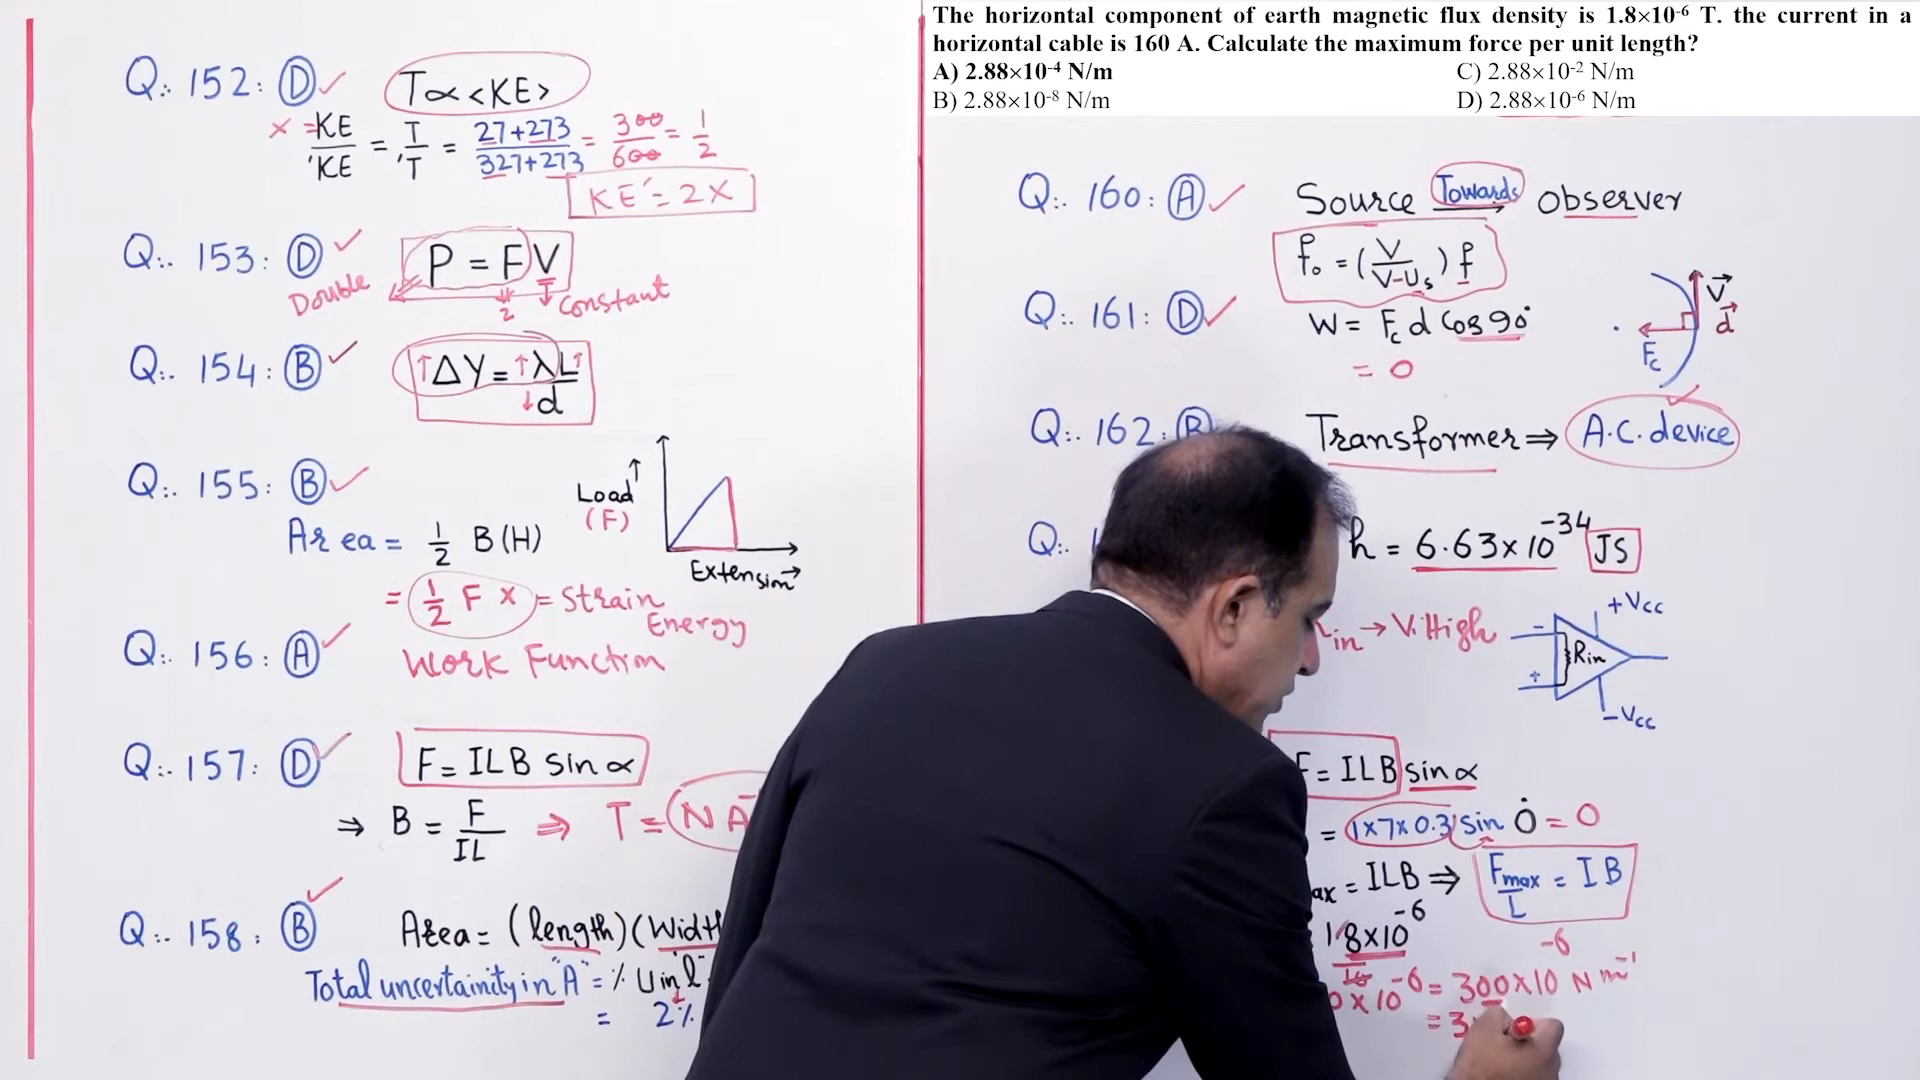 The horizontal component of earth magnetic flux density is 1.8×10⁻⁶ T. the current in a
horizontal cable is 160 A. Calculate the maximum force per unit length?
A) 2.88×10⁻⁴ N/m C) 2.88×10⁻² N/m
B) 2.88×10⁻⁸ N/m D) 2.88×10⁻⁶ N/m
Q:. 152: D ✓ T∝<KE>
x = KE/'KE = T/'T = 27+273/327+273 = 300/600 = 1/2
KE' = 2X
Q:. 153: D ✓ P = FV
Double 2 Constant
Q:. 154: B ✓ ↑ΔY = ↑λL↑/↓d
Q:. 155: B ✓
Load (F) ↑
Extension→
Area = 1/2 B(H)
= 1/2 F x = Strain Energy
Q:. 156: A ✓ Work Function
Q:. 157: D ✓ F = ILB sin α
⇒ B = F/IL ⇒ T = NA
Q:. 158: B ✓ Area = (length)(Width
Total uncertainity in "A" = % U in "l"
= 2%
Q:. 160: A ✓ Source Towards Observer
f₀ = (V/V-Us) f
Q:. 161: D ✓ W = Fc d Cos 90°
= 0
V
d
Fc
Q:. 162: Transformer ⇒ A.C. device
Q:. h = 6.63×10⁻³⁴ JS
in → V. High
+Vcc
- Rin
+
-Vcc
F = ILB sin α
= 1×7×0.3 sin 0° = 0
ax = ILB ⇒ Fmax/L = IB
8×10⁻⁶
×10⁻⁶ = 300×10⁻⁶ N m⁻¹
= 3